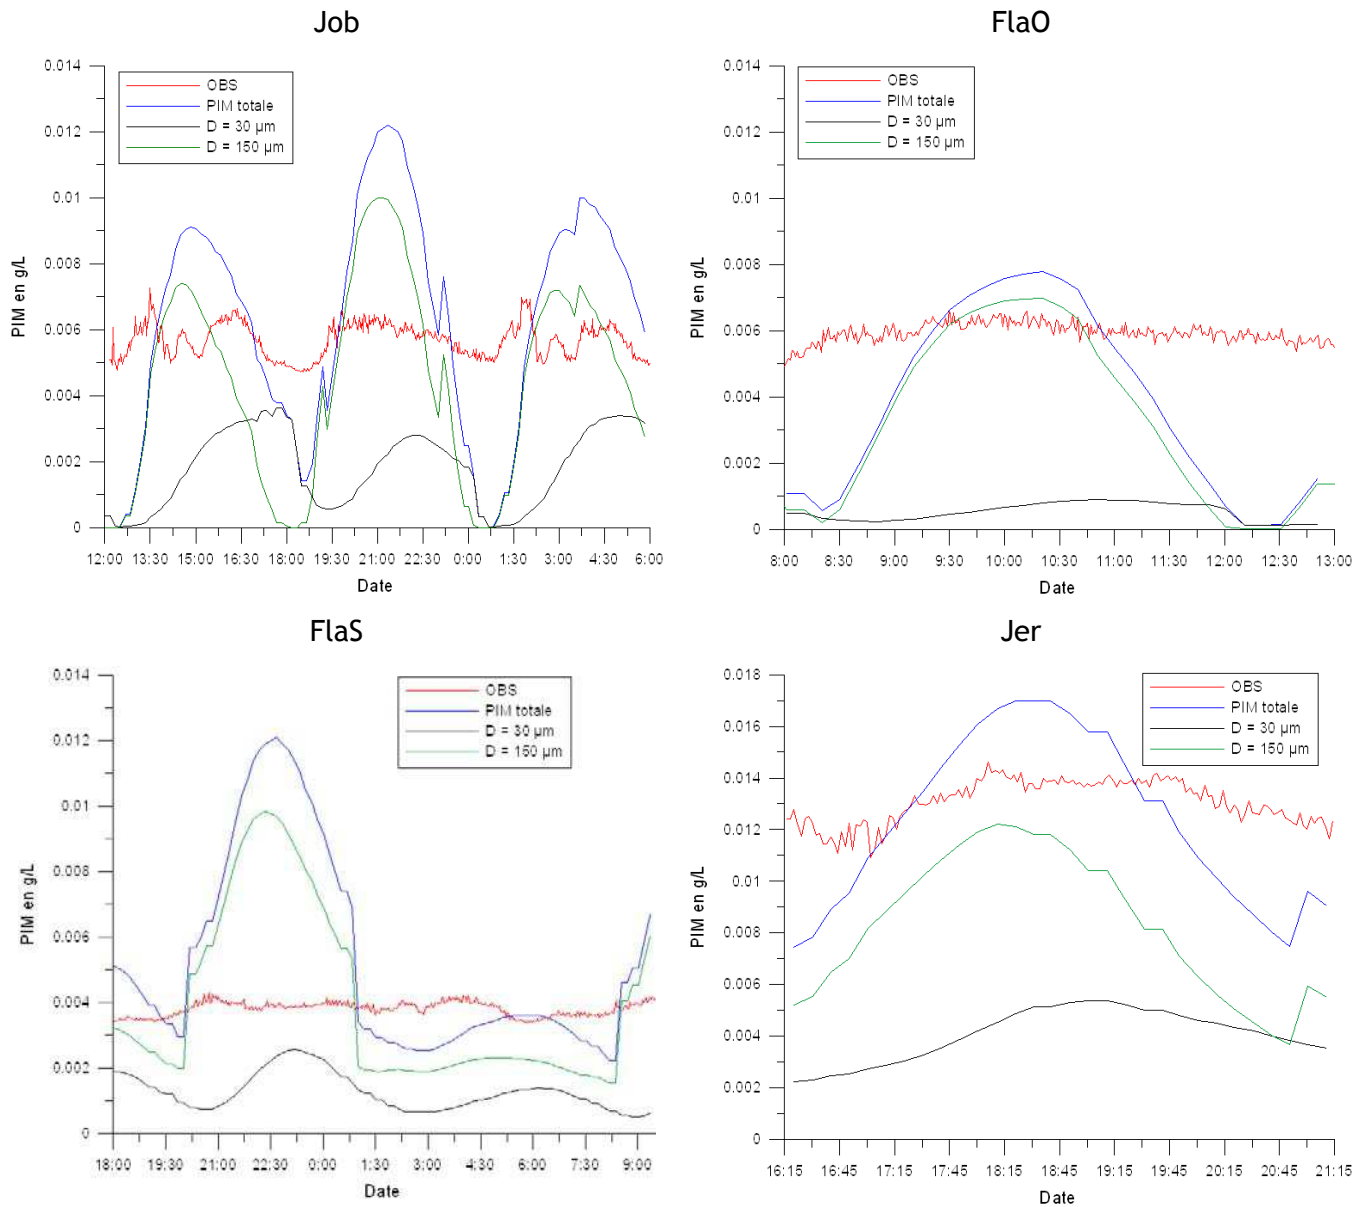 Job
0.014
0.012
0.01
0.008
0.006
0.004
0.002
0
PIM en g/L
OBS
PIM totale
D = 30 µm
D = 150 µm
12:00 13:30 15:00 16:30 18:00 19:30 21:00 22:30 0:00 1:30 3:00 4:30 6:00
Date
FlaO
0.014
0.012
0.01
0.008
0.006
0.004
0.002
0
PIM en g/L
OBS
PIM totale
D = 30 µm
D = 150 µm
8:00 8:30 9:00 9:30 10:00 10:30 11:00 11:30 12:00 12:30 13:00
Date
FlaS
0.014
0.012
0.01
0.008
0.006
0.004
0.002
0
PIM en g/L
OBS
PIM totale
D = 30 µm
D = 150 µm
18:00 19:30 21:00 22:30 0:00 1:30 3:00 4:30 6:00 7:30 9:00
Date
Jer
0.018
0.016
0.014
0.012
0.01
0.008
0.006
0.004
0.002
0
PIM en g/L
OBS
PIM totale
D = 30 µm
D = 150 µm
16:15 16:45 17:15 17:45 18:15 18:45 19:15 19:45 20:15 20:45 21:15
Date